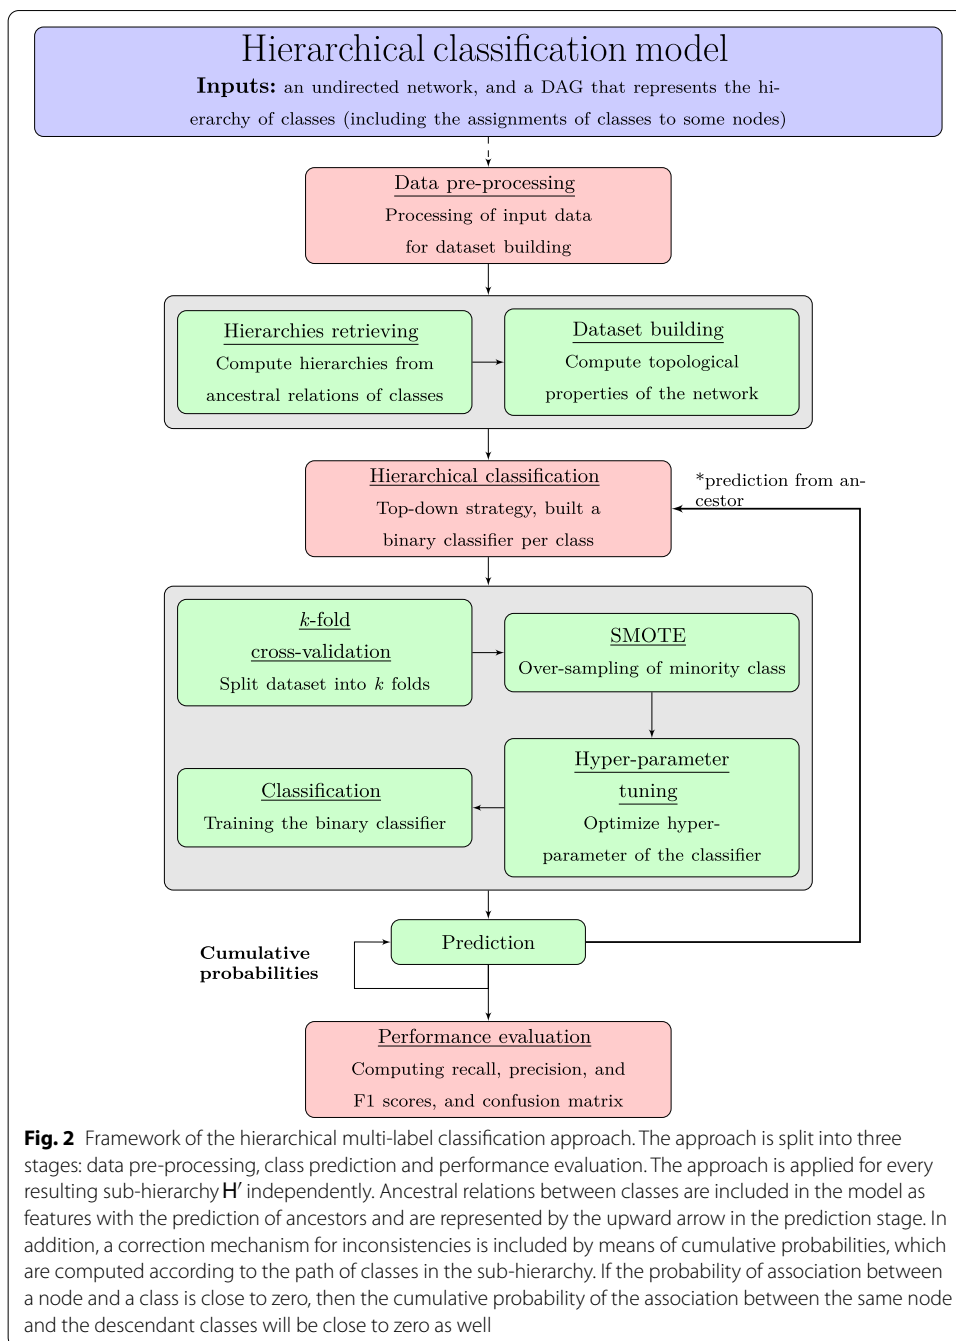 Hierarchical classification model
Inputs: an undirected network, and a DAG that represents the hi-
erarchy of classes (including the assignments of classes to some nodes)
Data pre-processing
Processing of input data
for dataset building
Hierarchies retrieving
Compute hierarchies from
ancestral relations of classes
Dataset building
Compute topological
properties of the network
Hierarchical classification
Top-down strategy, built a
binary classifier per class
*prediction from an-
cestor
k-fold
cross-validation
Split dataset into k folds
SMOTE
Over-sampling of minority class
Hyper-parameter
tuning
Optimize hyper-
parameter of the classifier
Classification
Training the binary classifier
Prediction
Cumulative
probabilities
Performance evaluation
Computing recall, precision, and
F1 scores, and confusion matrix
Fig. 2 Framework of the hierarchical multi-label classification approach. The approach is split into three
stages: data pre-processing, class prediction and performance evaluation. The approach is applied for every
resulting sub-hierarchy H′ independently. Ancestral relations between classes are included in the model as
features with the prediction of ancestors and are represented by the upward arrow in the prediction stage. In
addition, a correction mechanism for inconsistencies is included by means of cumulative probabilities, which
are computed according to the path of classes in the sub-hierarchy. If the probability of association between
a node and a class is close to zero, then the cumulative probability of the association between the same node
and the descendant classes will be close to zero as well